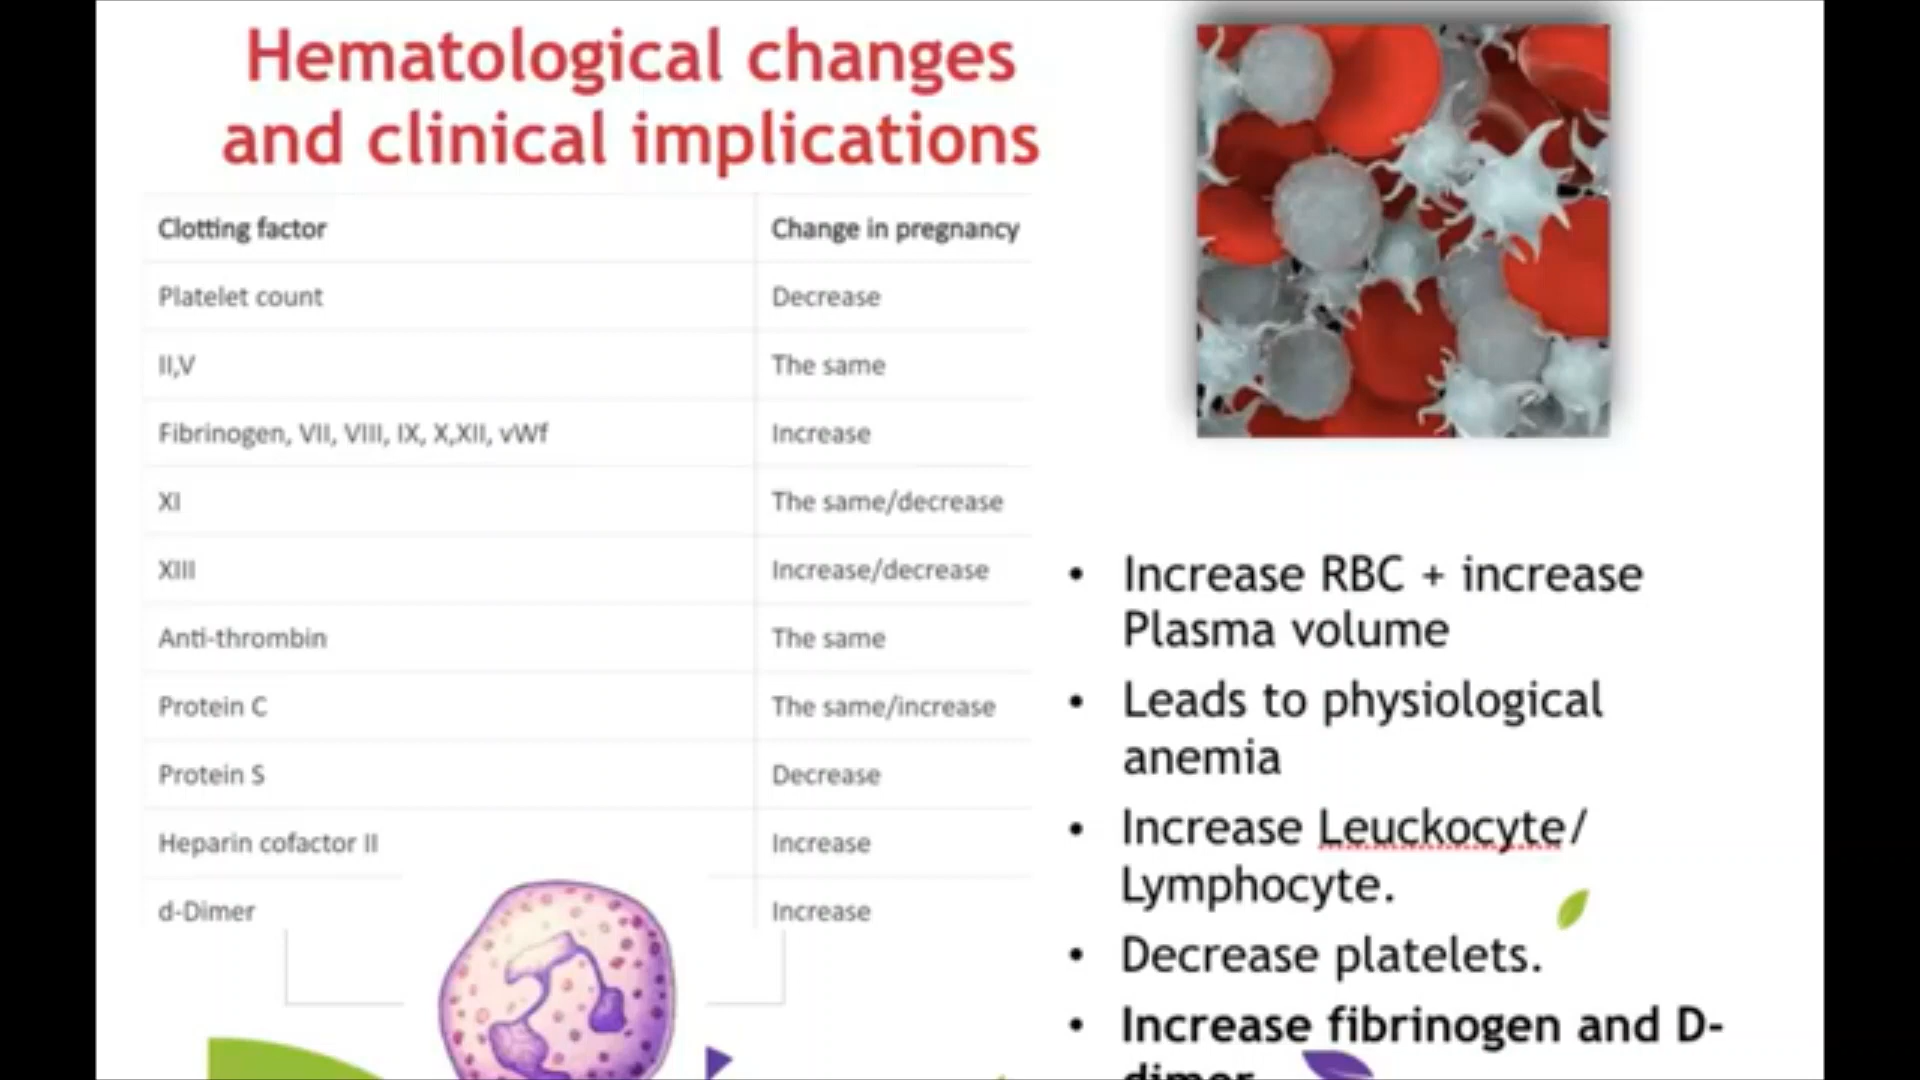 Hematological changes
and clinical implications
Clotting factor Change in pregnancy
Platelet count Decrease
II,V The same
Fibrinogen, VII, VIII, IX, X,XII, vWf Increase
XI The same/decrease
XIII Increase/decrease
Anti-thrombin The same
Protein C The same/increase
Protein S Decrease
Heparin cofactor II Increase
d-Dimer Increase
• Increase RBC + increase
Plasma volume
• Leads to physiological
anemia
• Increase Leuckocyte/
Lymphocyte.
• Decrease platelets.
• Increase fibrinogen and D-
dimer